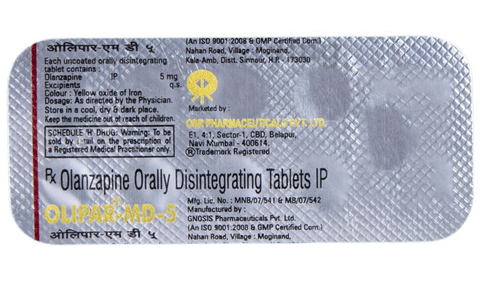 ओलिपार-एम डी ५
Each uncoated orally disintegrating
tablet contains :
Olanzapine IP 5 mg
Excipients q.s.
Colour : Yellow oxide of Iron
Dosage: As directed by the Physician.
Store in a cool, dry & dark place.
Keep the medicine out of reach of children.
SCHEDULE 'H' DRUG: Warning: To be
sold by retail on the prescription of
a Registered Medical Practitioner only.
(An ISO 9001:2008 & GMP Certified Com.)
Nahan Road, Village : Moginand,
Kala-Amb, Distt. Sirmour, H.P. - 173030
Marketed by :
PHARMACEUTICALS PVT. LTD.
E1, 4:1, Sector-1, CBD, Belapur,
Navi Mumbai - 400614.
®Trademark Registered
Rx Olanzapine Orally Disintegrating Tablets IP
OLIPAR®-MD-5
ओलिपार-एम डी ५
Mfg. Lic. No. : MNB/07/541 & MB/07/542
Manufactured by :
GNOSIS Pharmaceuticals Pvt. Ltd.
(An ISO 9001:2008 & GMP Certified Com.)
Nahan Road, Village : Moginand,